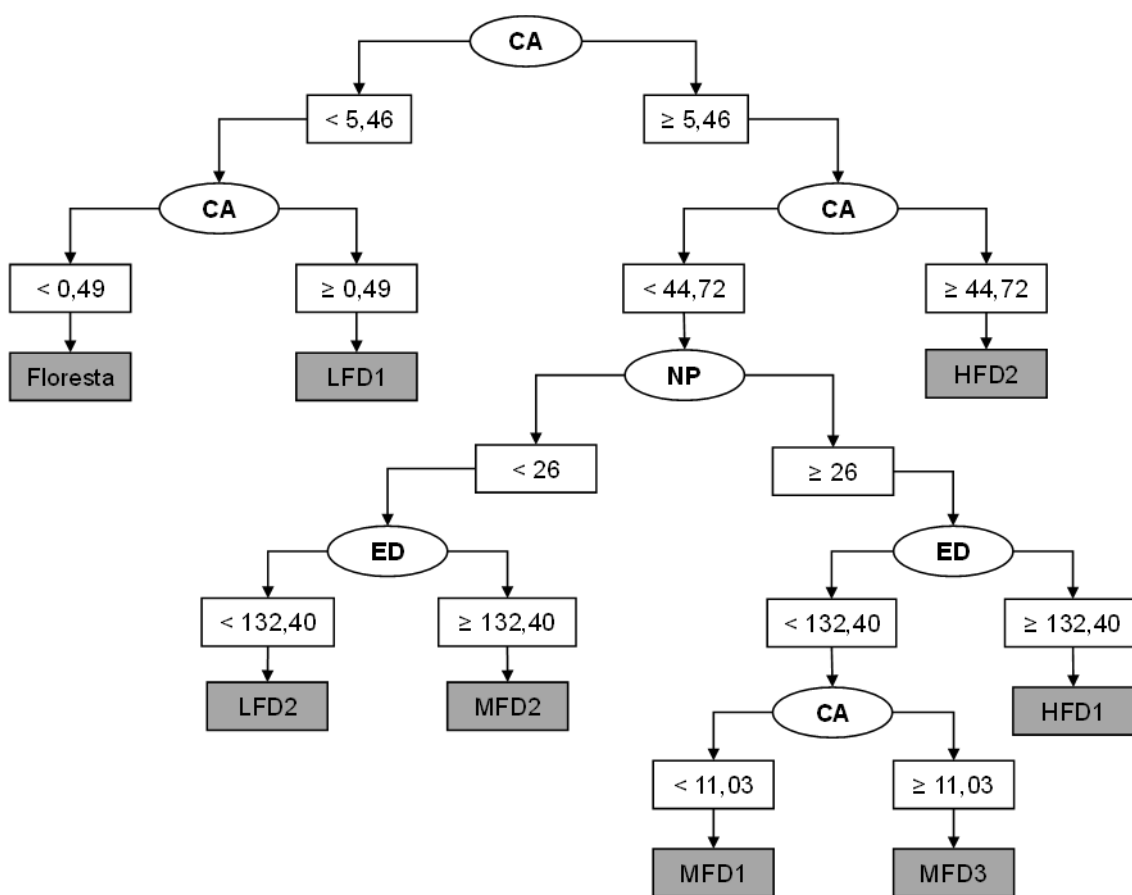 CA
< 5,46
≥ 5,46
CA
CA
< 0,49
≥ 0,49
< 44,72
≥ 44,72
Floresta
LFD1
NP
HFD2
< 26
≥ 26
ED
ED
< 132,40
≥ 132,40
< 132,40
≥ 132,40
LFD2
MFD2
CA
HFD1
< 11,03
≥ 11,03
MFD1
MFD3